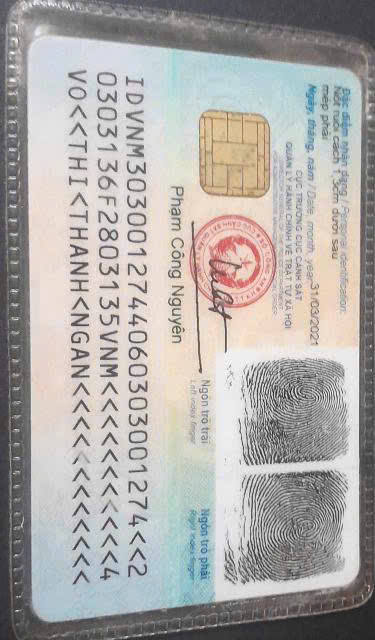 Đặc điểm nhân dạng / Personal identification:
Nốt ruồi cách 1,5cm dưới sau
mép phải
Ngày, tháng, năm / Date, month, year: 31/03/2021
CỤC TRƯỞNG CỤC CẢNH SÁT
QUẢN LÝ HÀNH CHÍNH VỀ TRẬT TỰ XÃ HỘI
Phạm Công Nguyên
Ngón trỏ trái
Left index finger
Ngón trỏ phải
Right index finger
IDVNM3030012744060303001274<<2
0303136F2803135VNM<<<<<<<<<<<4
VO<<THI<THANH<NGAN<<<<<<<<<<<<